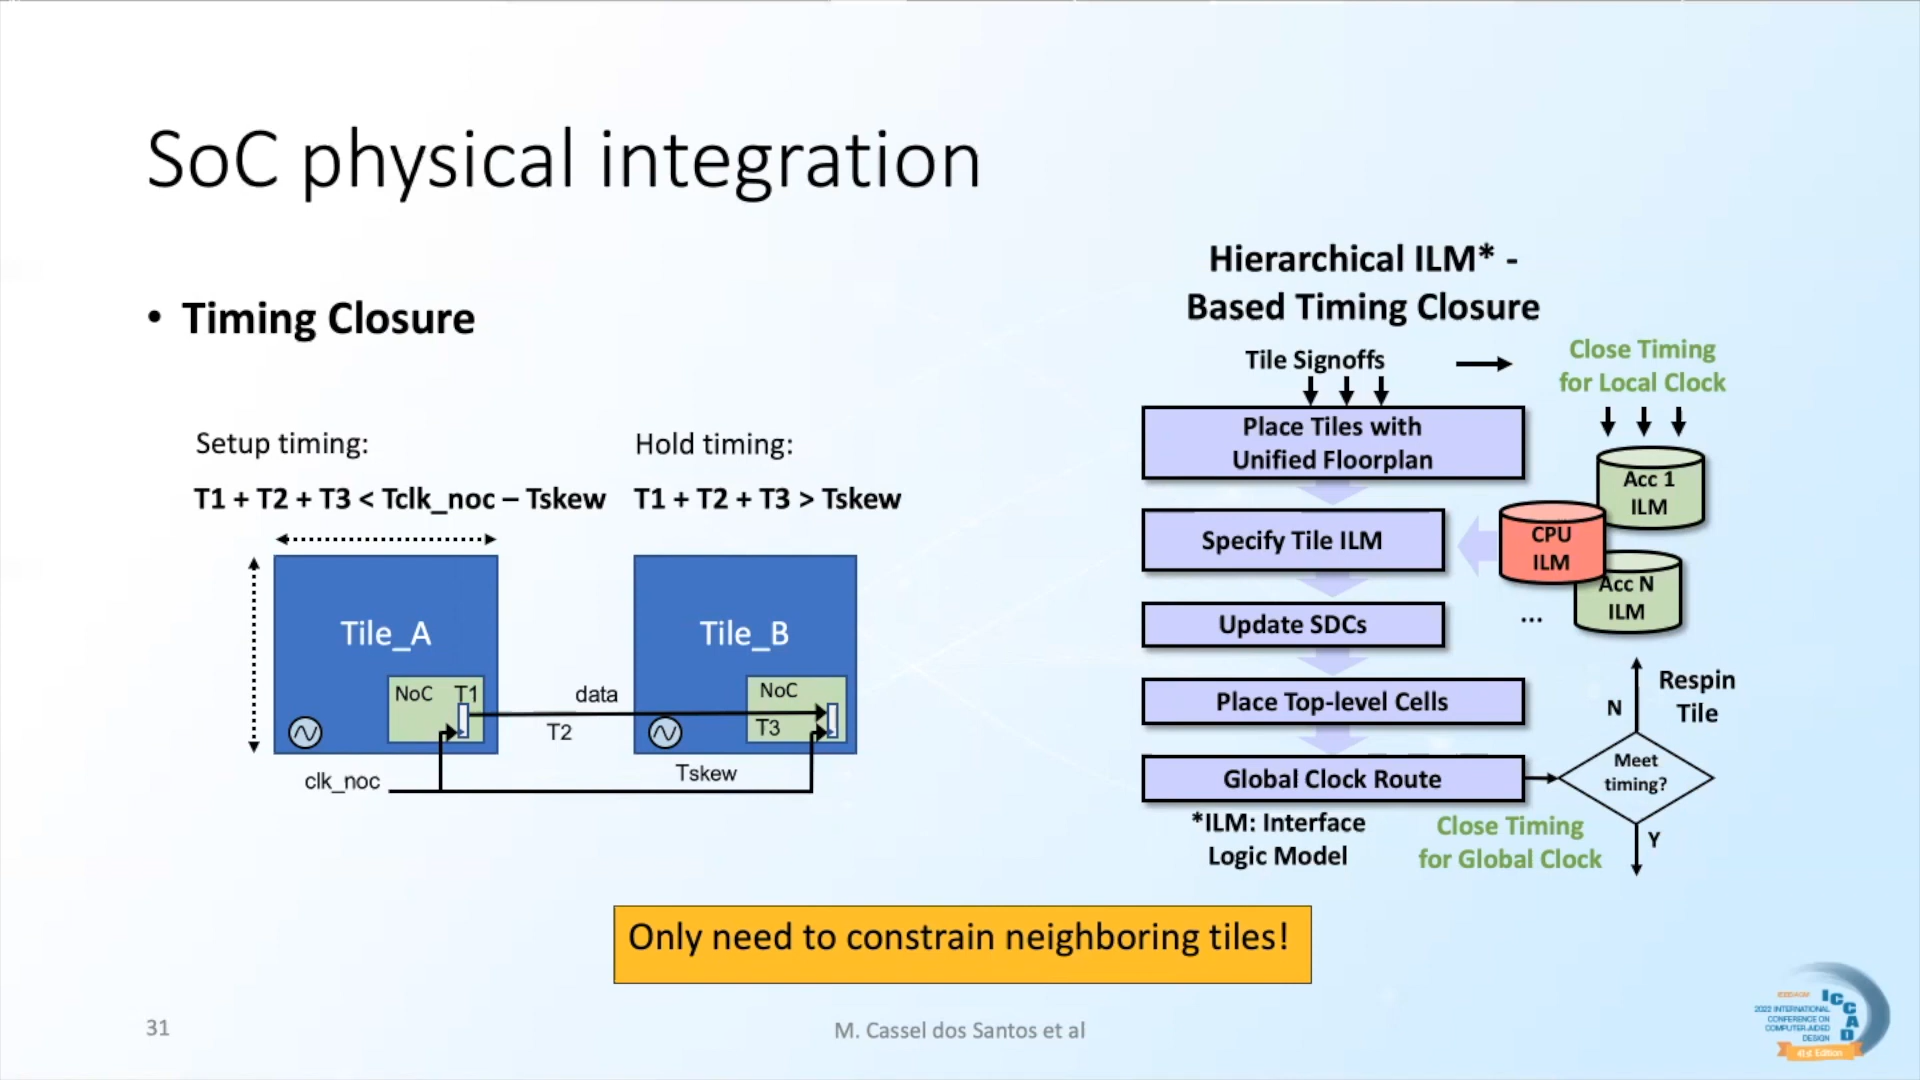 SoC physical integration
• Timing Closure
Setup timing:
T1 + T2 + T3 < Tclk_noc – Tskew
Hold timing:
T1 + T2 + T3 > Tskew
Tile_A
NoC T1
data
T2
Tile_B
NoC
T3
clk_noc
Tskew
Hierarchical ILM* -
Based Timing Closure
Tile Signoffs
Close Timing
for Local Clock
Place Tiles with
Unified Floorplan
Acc 1
ILM
Specify Tile ILM
CPU
ILM
Acc N
ILM
...
Update SDCs
Place Top-level Cells
N
Respin
Tile
Global Clock Route
Meet
timing?
*ILM: Interface
Logic Model
Close Timing
for Global Clock
Y
Only need to constrain neighboring tiles!
31
M. Cassel dos Santos et al
IEEE/ACM
ICCAD
2022 INTERNATIONAL
CONFERENCE ON
COMPUTER-AIDED
DESIGN
41st Edition